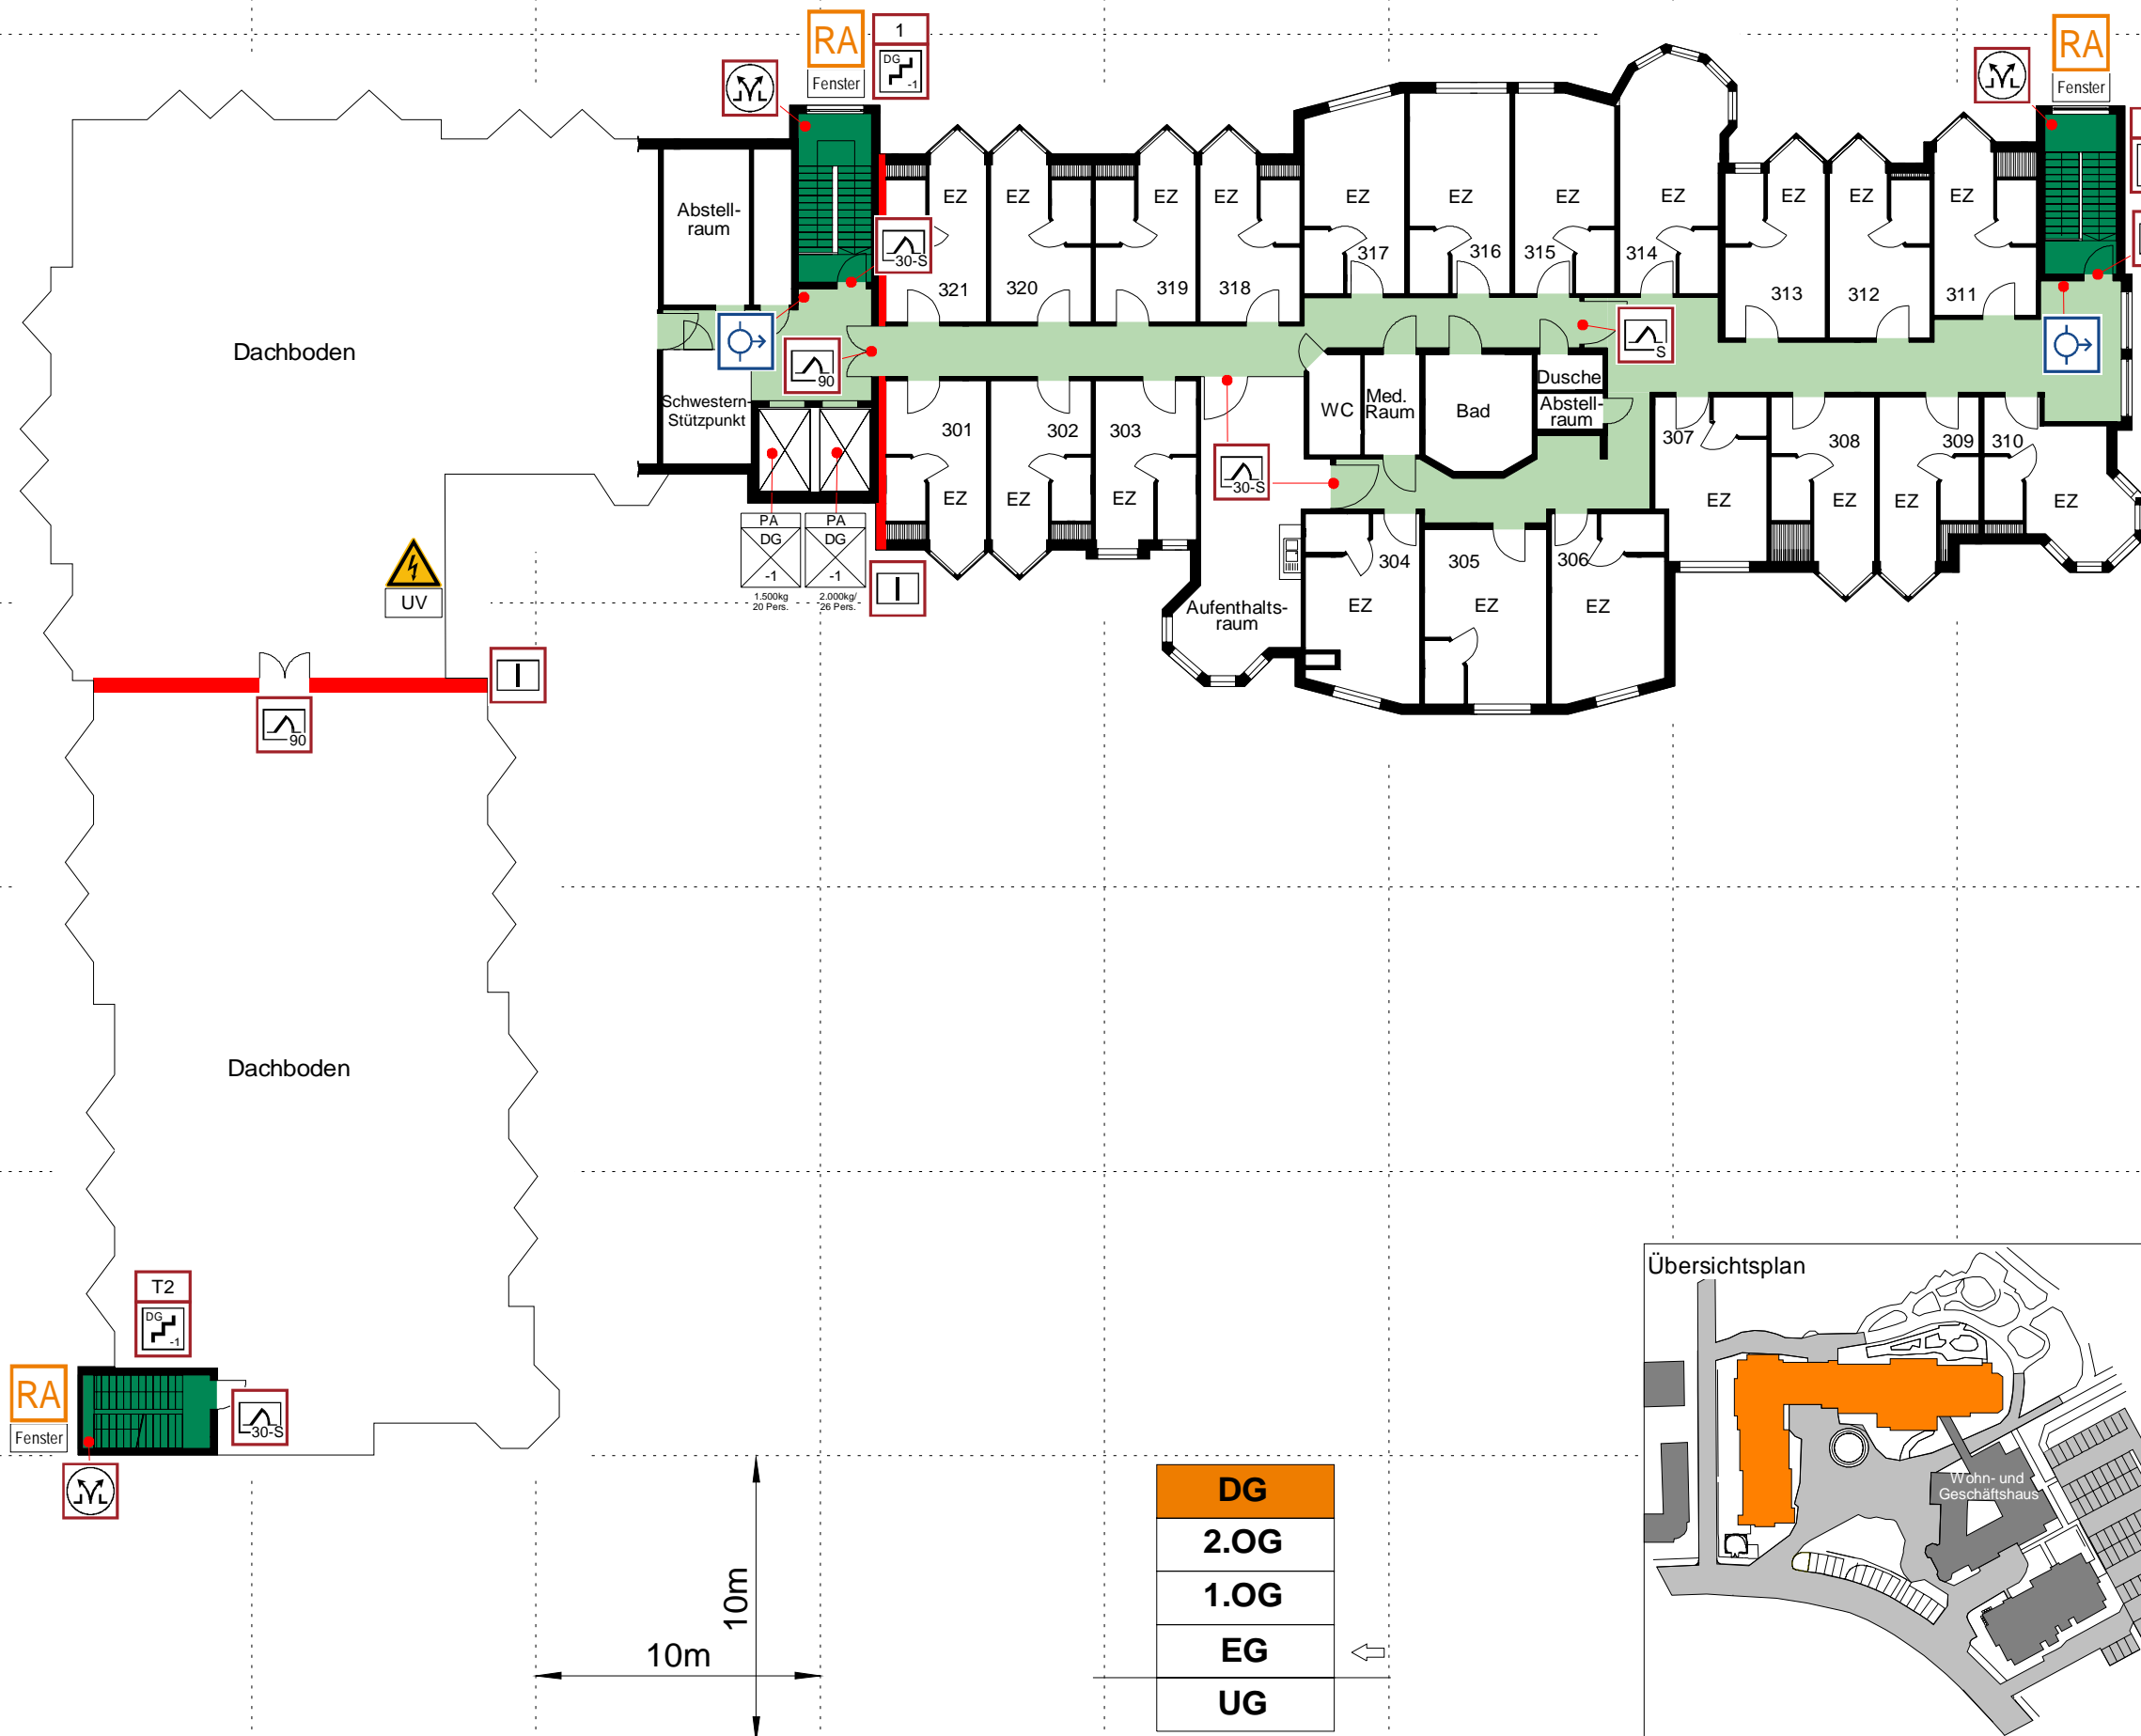 RA
Fenster
1
DG
-1
RA
Fenster
Abstell-
raum
EZ
EZ
EZ
EZ
EZ
EZ
EZ
EZ
EZ
EZ
EZ
30-S
321
320
319
318
317
316
315
314
313
312
311
Dachboden
90
S
Schwestern-
Stützpunkt
301
302
303
WC
Med.
Raum
Bad
Dusche
Abstell-
raum
307
308
309
310
EZ
EZ
EZ
30-S
EZ
EZ
EZ
EZ
PA
DG
-1
1.500kg
20 Pers.
PA
DG
-1
2.000kg/
26 Pers.
UV
304
305
306
EZ
EZ
EZ
Aufenthalts-
raum
90
Dachboden
T2
DG
-1
RA
Fenster
30-S
10m
10m
DG
2.OG
1.OG
EG
UG
Übersichtsplan
Wohn- und
Geschäftshaus